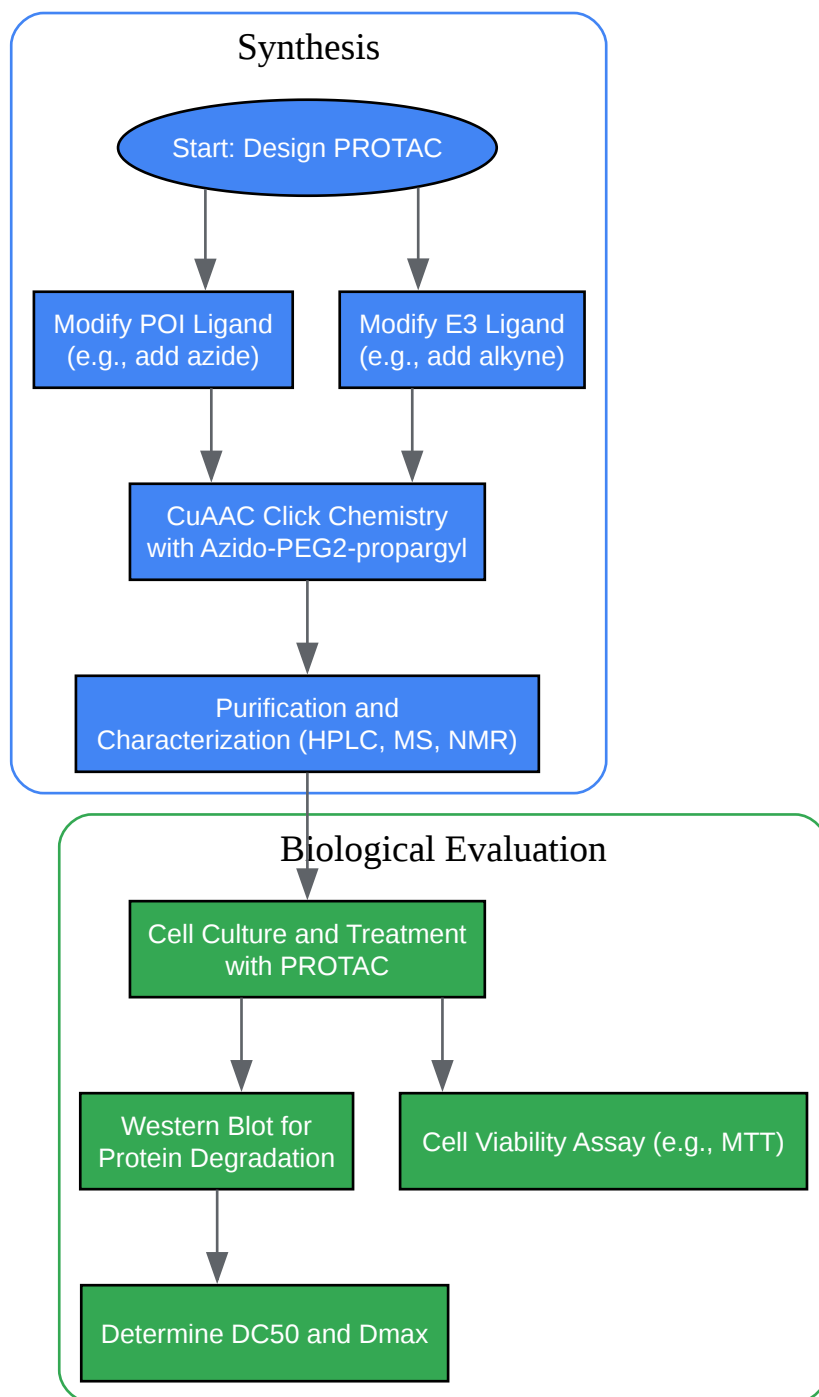 Synthesis
Start: Design PROTAC
Modify POI Ligand
(e.g., add azide)
Modify E3 Ligand
(e.g., add alkyne)
CuAAC Click Chemistry
with Azido-PEG2-propargyl
Purification and
Characterization (HPLC, MS, NMR)
Biological Evaluation
Cell Culture and Treatment
with PROTAC
Western Blot for
Protein Degradation
Cell Viability Assay (e.g., MTT)
Determine DC50 and Dmax